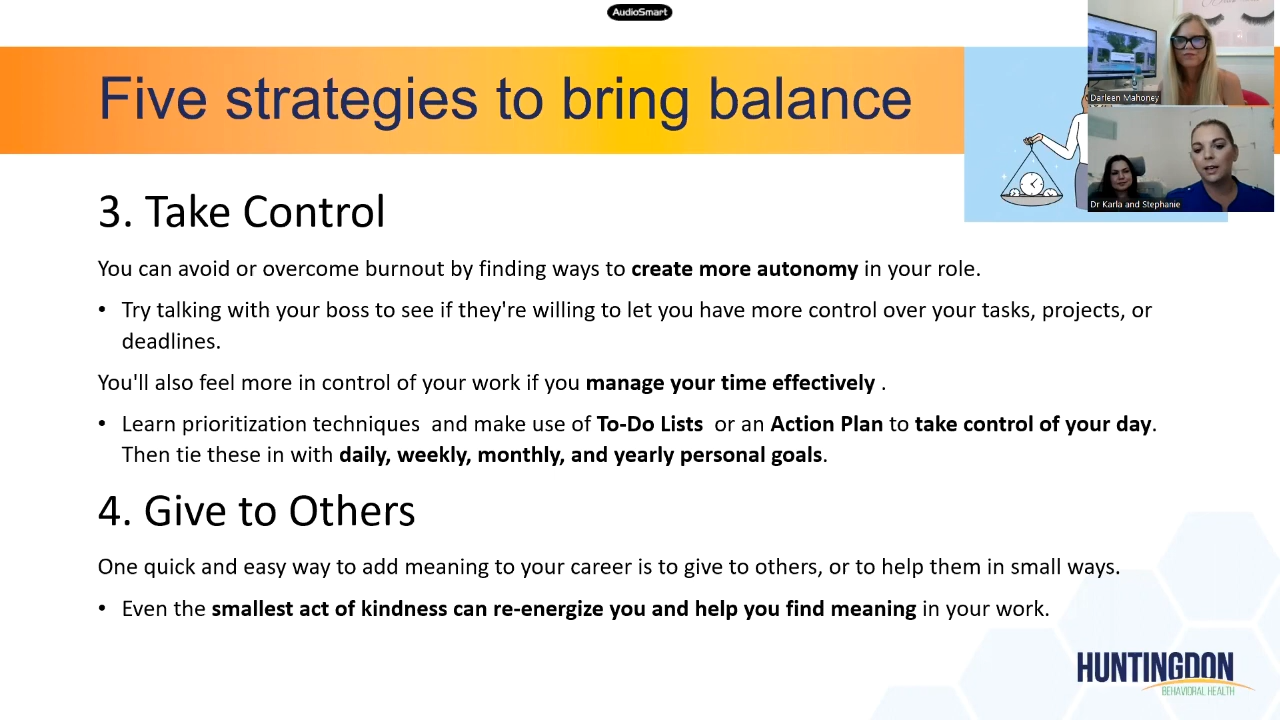 AudioSmart
Five strategies to bring balance
Darleen Mahoney
Dr Karla and Stephanie
3. Take Control
You can avoid or overcome burnout by finding ways to create more autonomy in your role.
• Try talking with your boss to see if they're willing to let you have more control over your tasks, projects, or
deadlines.
You'll also feel more in control of your work if you manage your time effectively .
• Learn prioritization techniques  and make use of To-Do Lists  or an Action Plan to take control of your day.
Then tie these in with daily, weekly, monthly, and yearly personal goals.
4. Give to Others
One quick and easy way to add meaning to your career is to give to others, or to help them in small ways.
• Even the smallest act of kindness can re-energize you and help you find meaning in your work.
HUNTINGDON
BEHAVIORAL HEALTH